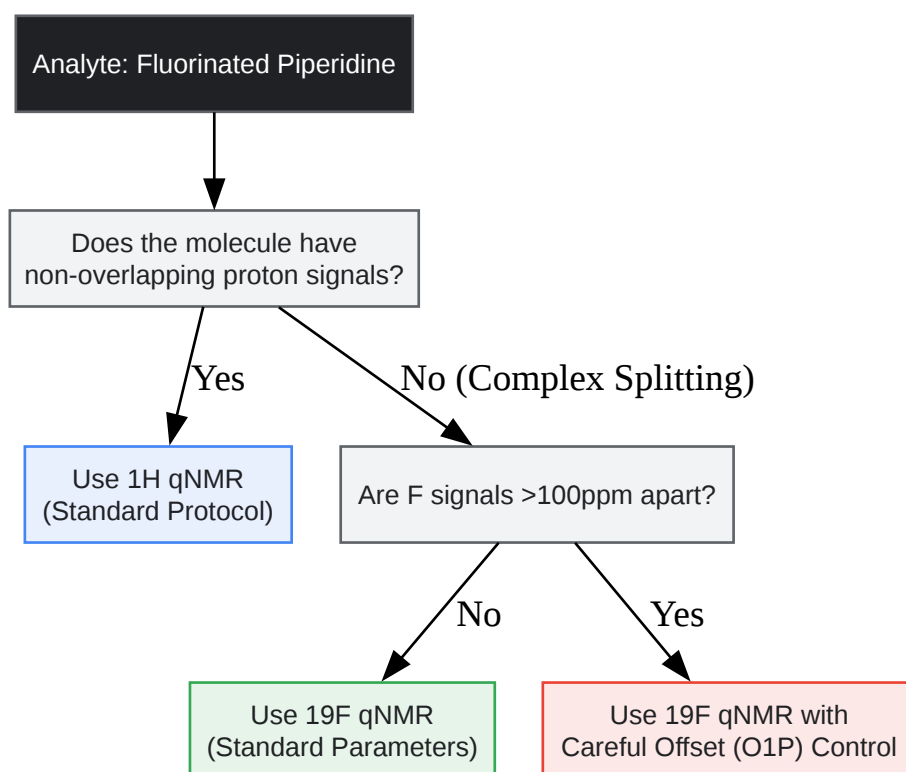 Analyte: Fluorinated Piperidine
Does the molecule have
non-overlapping proton signals?
Yes
No (Complex Splitting)
Use 1H qNMR
(Standard Protocol)
Are F signals >100ppm apart?
No
Yes
Use 19F qNMR
(Standard Parameters)
Use 19F qNMR with
Careful Offset (O1P) Control